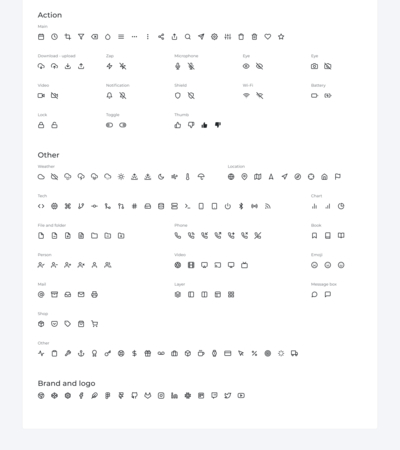 Action
Main
Download - upload Zap Microphone Eye Eye
Video Notification Shield Wi-Fi Battery
Lock Toggle Thumb
Other
Weather Location
Tech Chart
File and folder Phone Book
Person Video Emoji
Mail Layer Message box
Shop
Other
Brand and logo